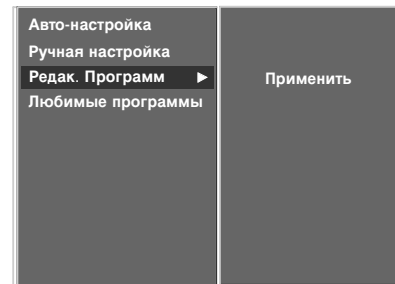 Авто-настройка
Ручная настройка
Редак. Программ ►
Любимые программы
Применить